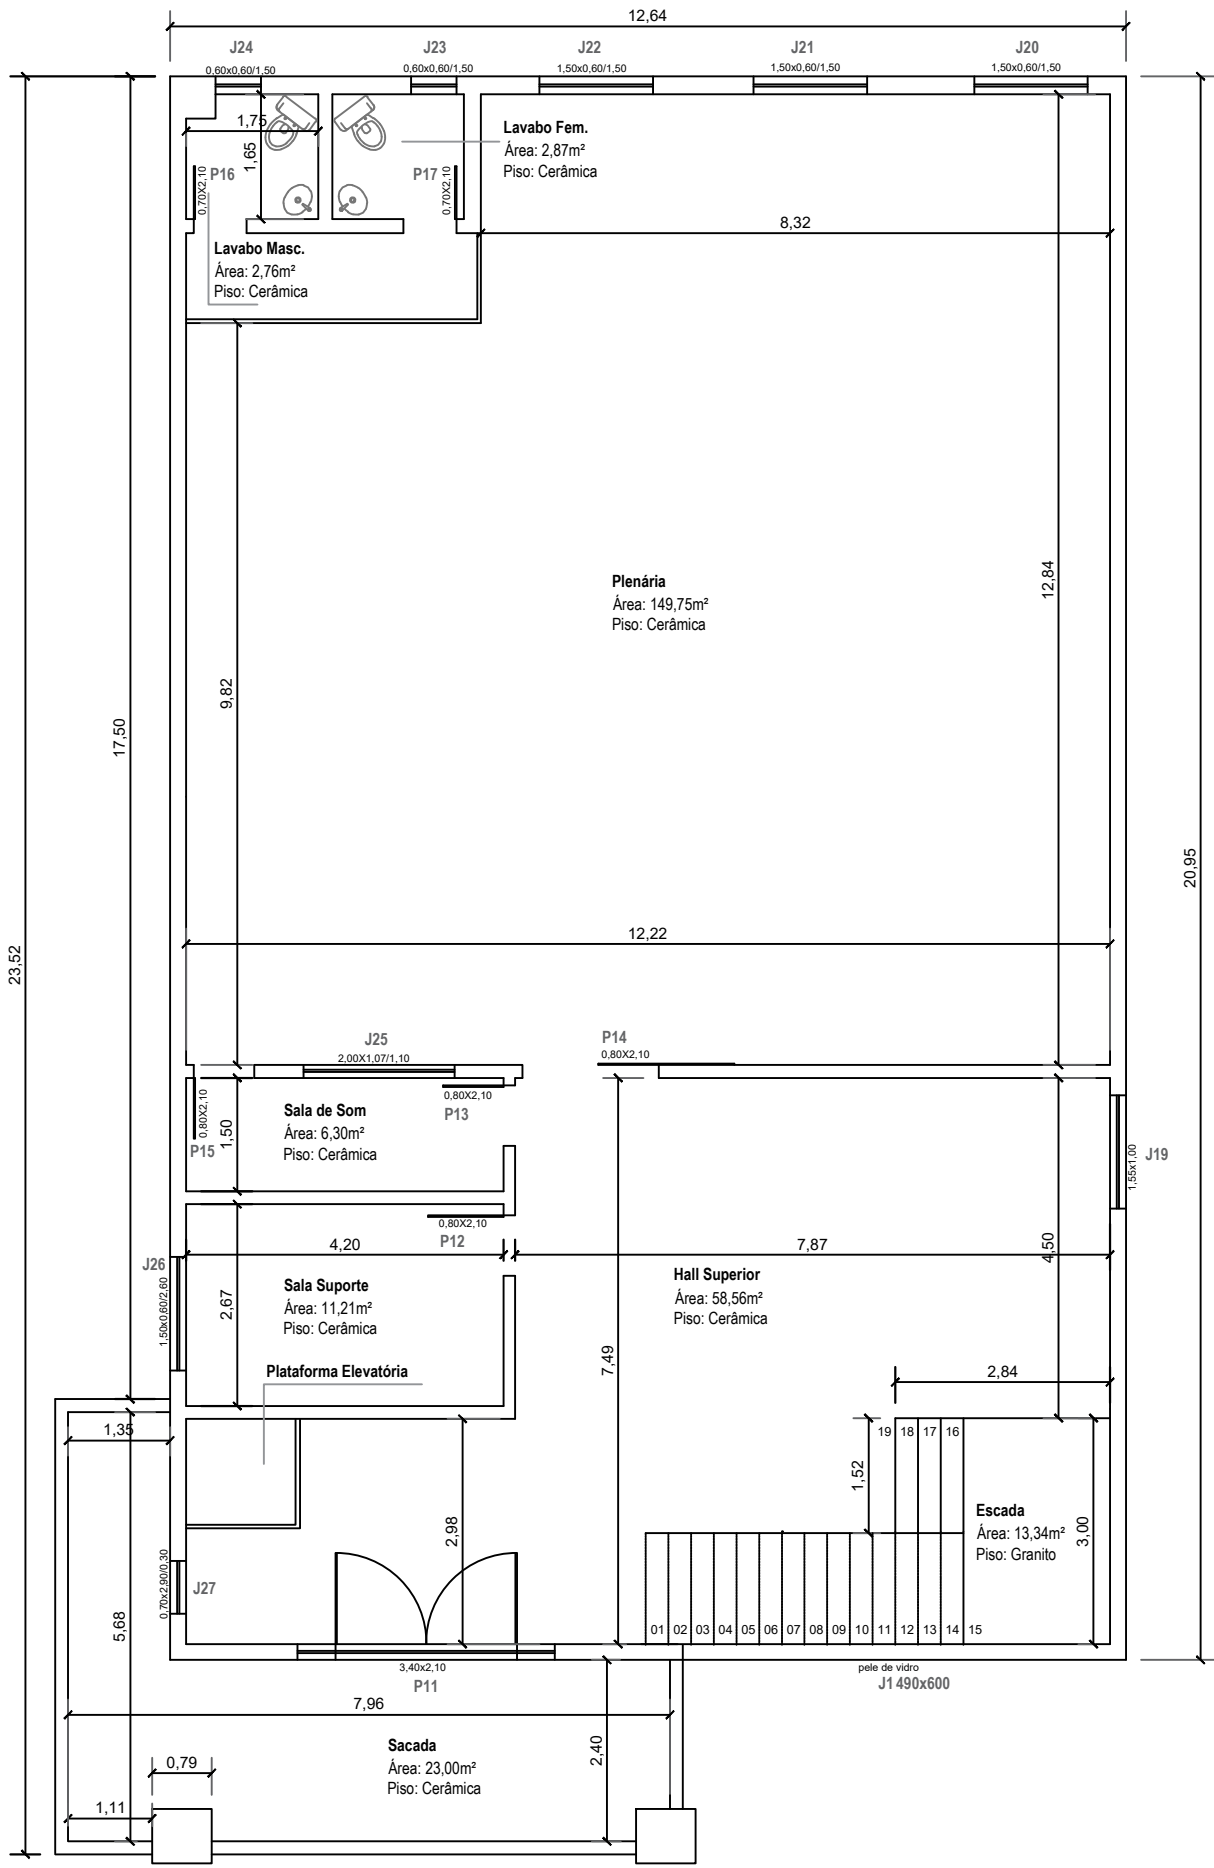 12,64
J24
J23
J22
J21
J20
0,60x0,60/1,50
0,60x0,60/1,50
1,50x0,60/1,50
1,50x0,60/1,50
1,50x0,60/1,50
1,75
1,65
Lavabo Fem.
Área: 2,87m²
Piso: Cerâmica
P16
0,70X2,10
P17
0,70X2,10
8,32
Lavabo Masc.
Área: 2,76m²
Piso: Cerâmica
Plenária
Área: 149,75m²
Piso: Cerâmica
12,84
9,82
17,50
20,95
23,52
12,22
J25
2,00X1,07/1,10
P14
0,80X2,10
0,80X2,10
P13
0,80X2,10
P15
1,50
Sala de Som
Área: 6,30m²
Piso: Cerâmica
1,55x1,00
J19
0,80X2,10
P12
4,20
7,87
4,50
J26
1,50x0,60/2,60
2,67
Sala Suporte
Área: 11,21m²
Piso: Cerâmica
Hall Superior
Área: 58,56m²
Piso: Cerâmica
7,49
Plataforma Elevatória
2,84
1,35
19
18
17
16
1,52
2,98
Escada
Área: 13,34m²
Piso: Granito
3,00
0,70x2,90/0,30
J27
5,68
01
02
03
04
05
06
07
08
09
10
11
12
13
14
15
3,40x2,10
P11
pele de vidro
J1 490x600
7,96
2,40
Sacada
Área: 23,00m²
Piso: Cerâmica
0,79
1,11